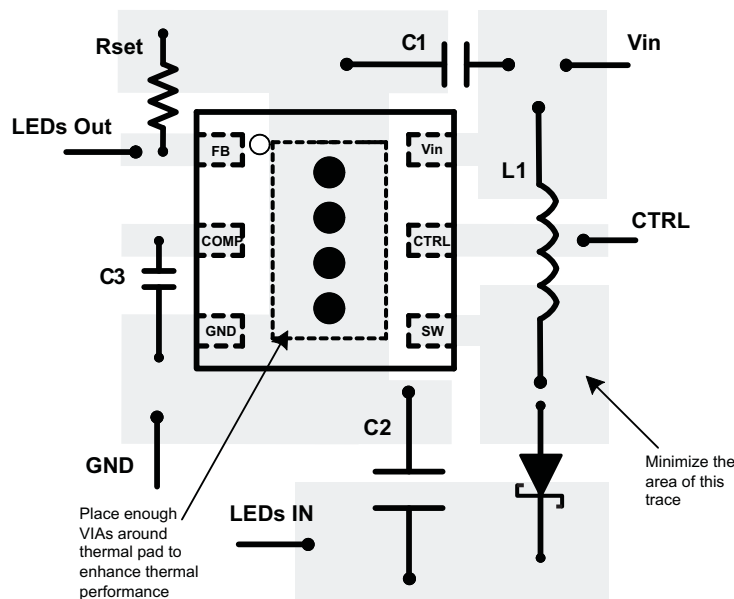 Rset
C1
Vin
LEDs Out
FB
Vin
L1
COMP
CTRL
CTRL
C3
GND
SW
C2
GND
Minimize the
area of this
trace
LEDs IN
Place enough
VIAs around
thermal pad to
enhance thermal
performance